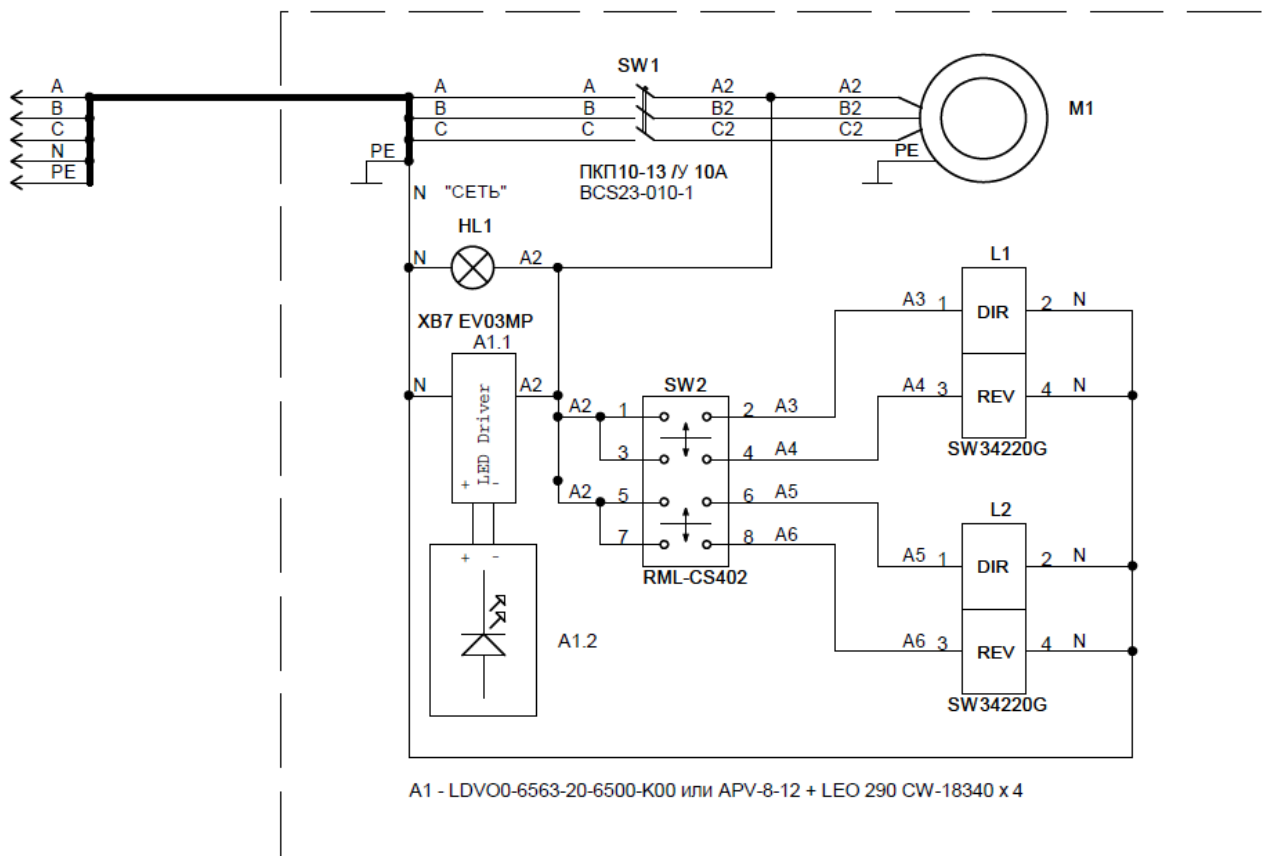 SW1
A A A A2 A2
B B B B2 B2 M1
C C C C2 C2
N PE PE
PE
ПКП10-13 /У 10А
BCS23-010-1
N "СЕТЬ"
HL1
N A2
L1
A3 1 DIR 2 N
XB7 EV03MP
A1.1
N LED Driver A2
SW2
A4 3 REV 4 N
A2 1 2 A3
3 4 A4
SW34220G
+ -
A2 5 6 A5
L2
7 8 A6
+ -
A5 1 DIR 2 N
RML-CS402
A1.2
A6 3 REV 4 N
SW34220G
A1 - LDVO0-6563-20-6500-K00 или APV-8-12 + LEO 290 CW-18340 x 4